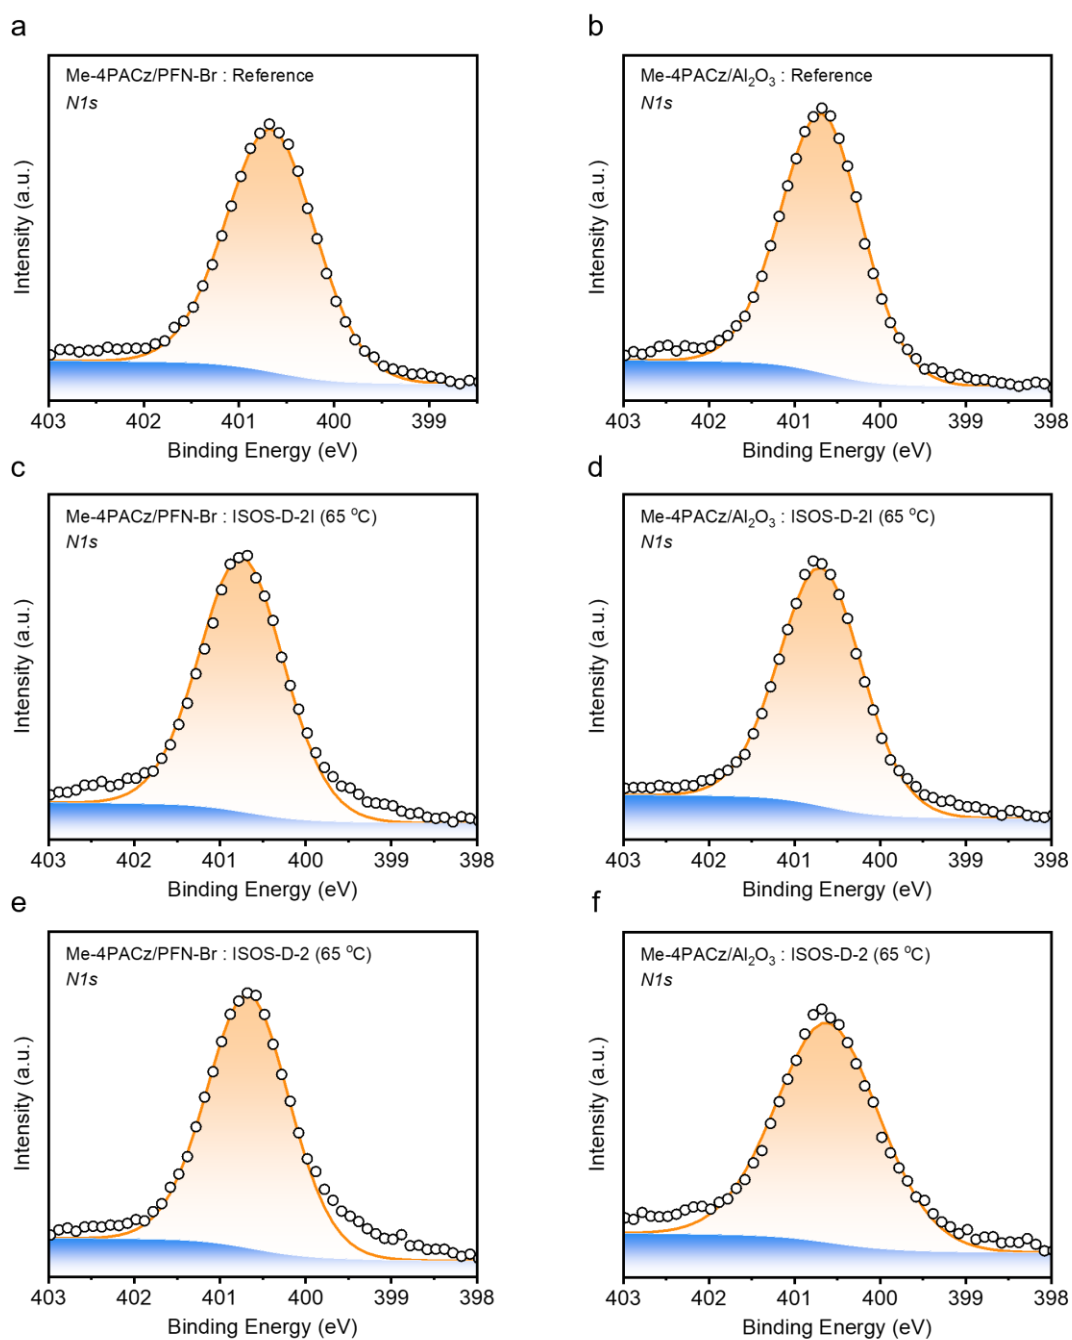 a
Me-4PACz/PFN-Br : Reference
N1s
Intensity (a.u.)
403 402 401 400 399
Binding Energy (eV)
b
Me-4PACz/Al₂O₃ : Reference
N1s
Intensity (a.u.)
403 402 401 400 399 398
Binding Energy (eV)
c
Me-4PACz/PFN-Br : ISOS-D-2I (65 °C)
N1s
Intensity (a.u.)
403 402 401 400 399 398
Binding Energy (eV)
d
Me-4PACz/Al₂O₃ : ISOS-D-2I (65 °C)
N1s
Intensity (a.u.)
403 402 401 400 399 398
Binding Energy (eV)
e
Me-4PACz/PFN-Br : ISOS-D-2 (65 °C)
N1s
Intensity (a.u.)
403 402 401 400 399 398
Binding Energy (eV)
f
Me-4PACz/Al₂O₃ : ISOS-D-2 (65 °C)
N1s
Intensity (a.u.)
403 402 401 400 399 398
Binding Energy (eV)